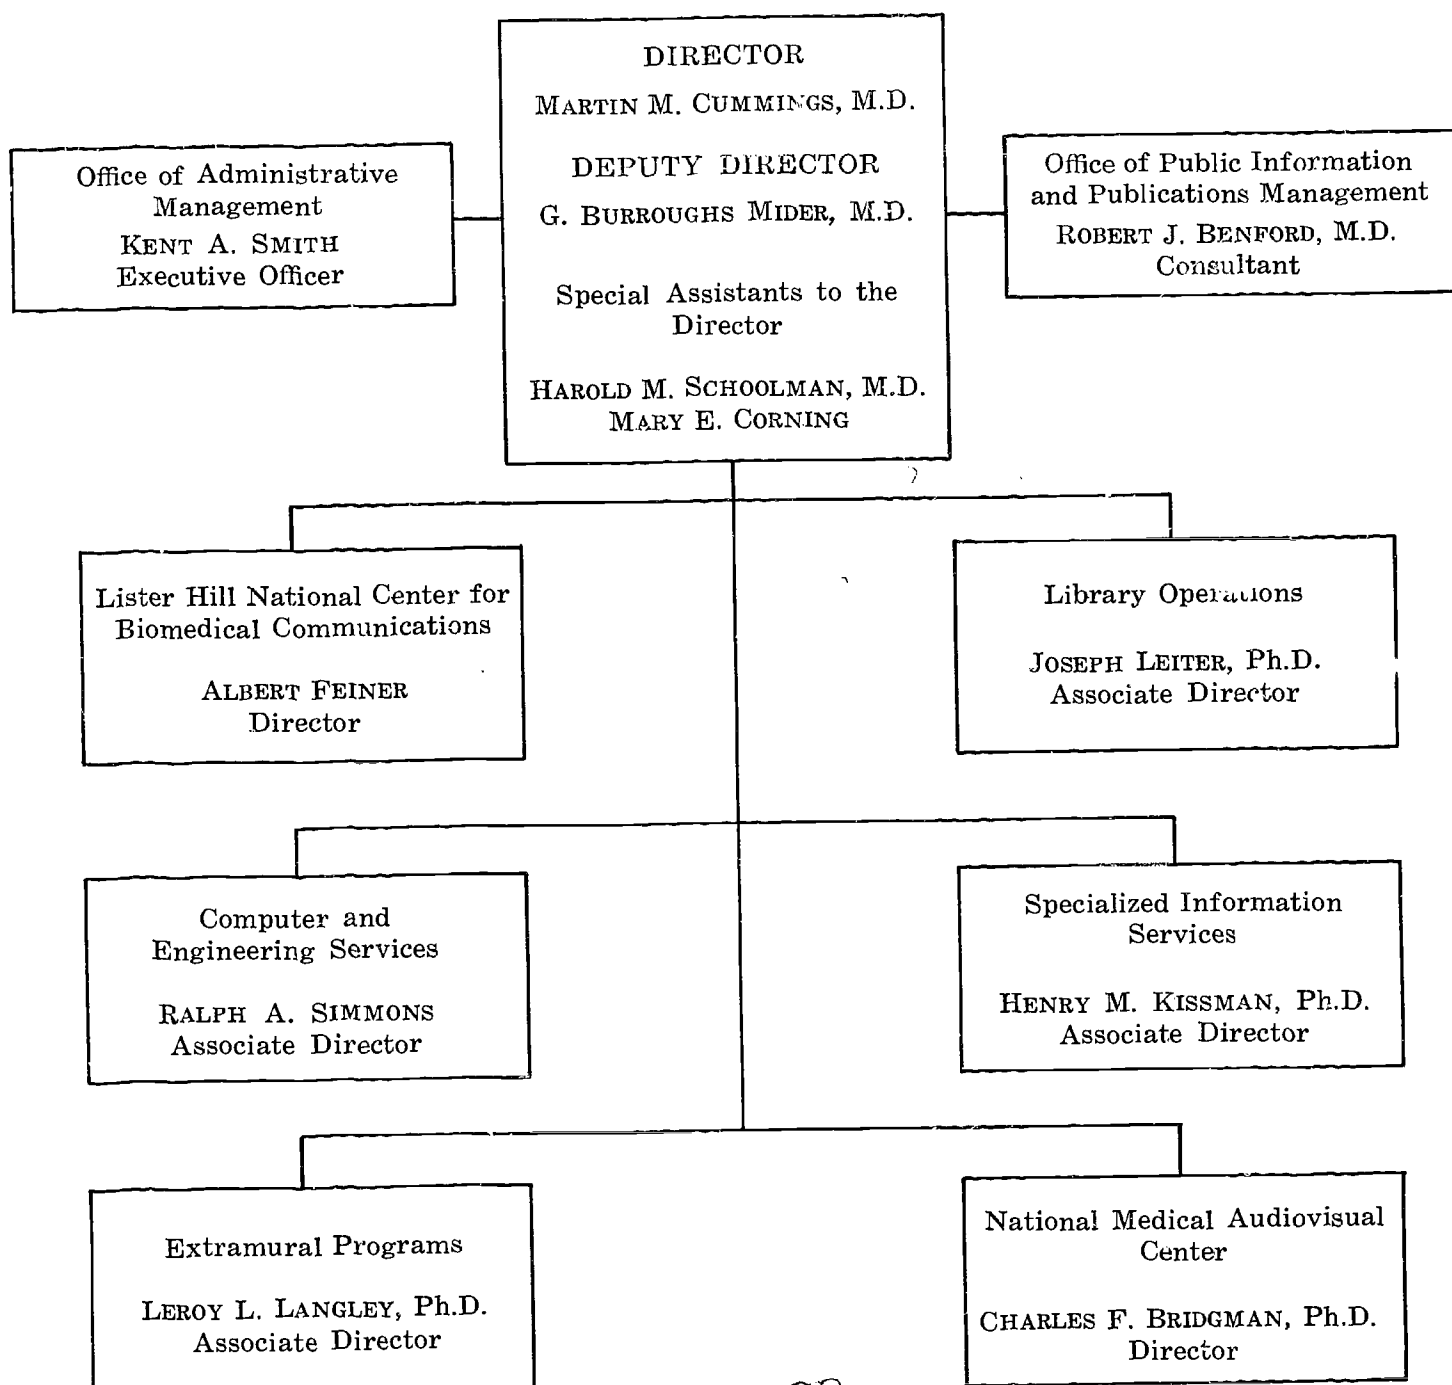 DIRECTOR
MARTIN M. CUMMINGS, M.D.
DEPUTY DIRECTOR
G. BURROUGHS MIDER, M.D.
Special Assistants to the
Director
HAROLD M. SCHOOLMAN, M.D.
MARY E. CORNING
Office of Administrative
Management
KENT A. SMITH
Executive Officer
Office of Public Information
and Publications Management
ROBERT J. BENFORD, M.D.
Consultant
Lister Hill National Center for
Biomedical Communications
ALBERT FEINER
Director
Library Operations
JOSEPH LEITER, Ph.D.
Associate Director
Computer and
Engineering Services
RALPH A. SIMMONS
Associate Director
Specialized Information
Services
HENRY M. KISSMAN, Ph.D.
Associate Director
Extramural Programs
LEROY L. LANGLEY, Ph.D.
Associate Director
National Medical Audiovisual
Center
CHARLES F. BRIDGMAN, Ph.D.
Director